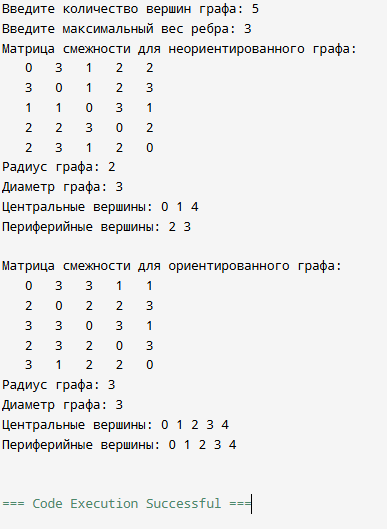 Введите количество вершин графа: 5
Введите максимальный вес ребра: 3
Матрица смежности для неориентированного графа:
0 3 1 2 2
3 0 1 2 3
1 1 0 3 1
2 2 3 0 2
2 3 1 2 0
Радиус графа: 2
Диаметр графа: 3
Центральные вершины: 0 1 4
Периферийные вершины: 2 3
Матрица смежности для ориентированного графа:
0 3 3 1 1
2 0 2 2 3
3 3 0 3 1
2 3 2 0 3
3 1 2 2 0
Радиус графа: 3
Диаметр графа: 3
Центральные вершины: 0 1 2 3 4
Периферийные вершины: 0 1 2 3 4
=== Code Execution Successful ===